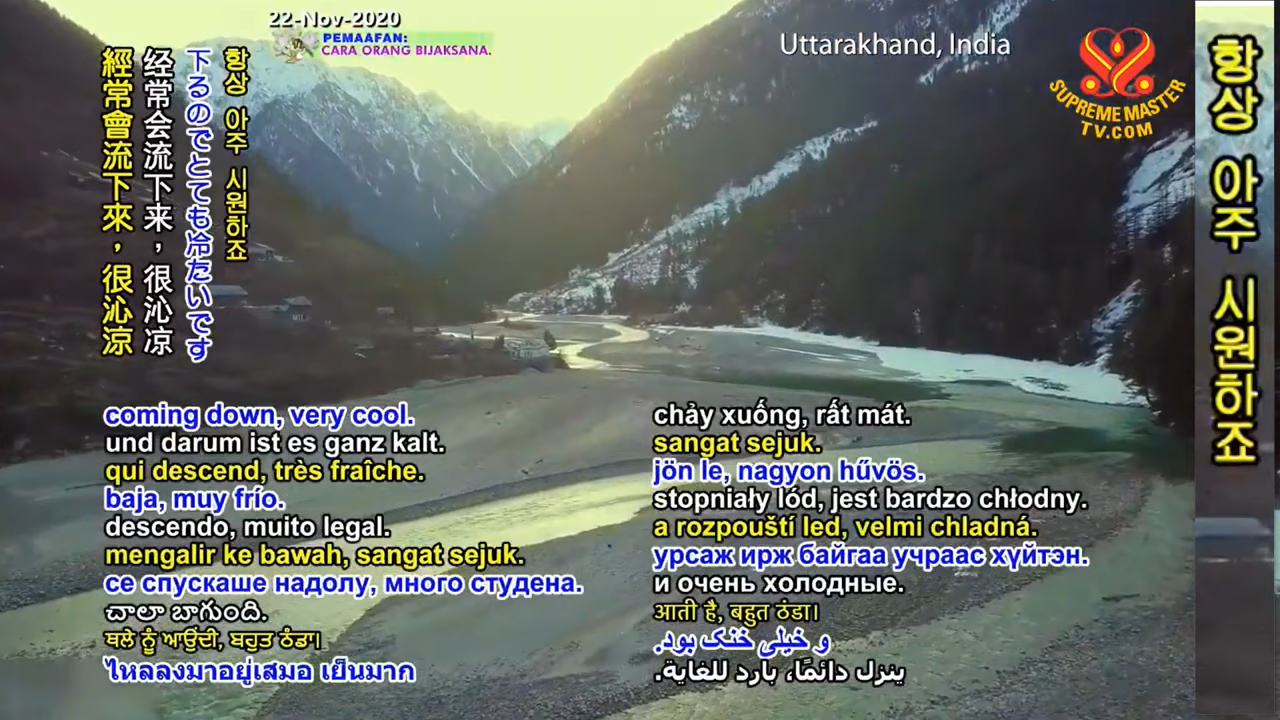 22-Nov-2020
PEMAAFAN:
CARA ORANG BIJAKSANA.
Uttarakhand, India
SUPREME MASTER
TV.COM
항상 아주 시원하죠
항상 아주 시원하죠
下るのでとても冷たいです
经常会流下来，很沁凉
經常會流下來，很沁涼
coming down, very cool.
und darum ist es ganz kalt.
qui descend, très fraîche.
baja, muy frío.
descendo, muito legal.
mengalir ke bawah, sangat sejuk.
се спускаше надолу, много студена.
చాలా బాగుంది.
ਥਲੇ ਨੂੰ ਆਉਂਦੀ, ਬਹੁਤ ਠੰਡਾ।
ไหลลงมาอยู่เสมอ เย็นมาก
chảy xuống, rất mát.
sangat sejuk.
jön le, nagyon hűvös.
stopniały lód, jest bardzo chłodny.
a rozpouští led, velmi chladná.
урсаж ирж байгаа учраас хүйтэн.
и очень холодные.
आती है, बहुत ठंडा।
و خیلی خنک بود.
ينزل دائمًا، بارد للغاية.